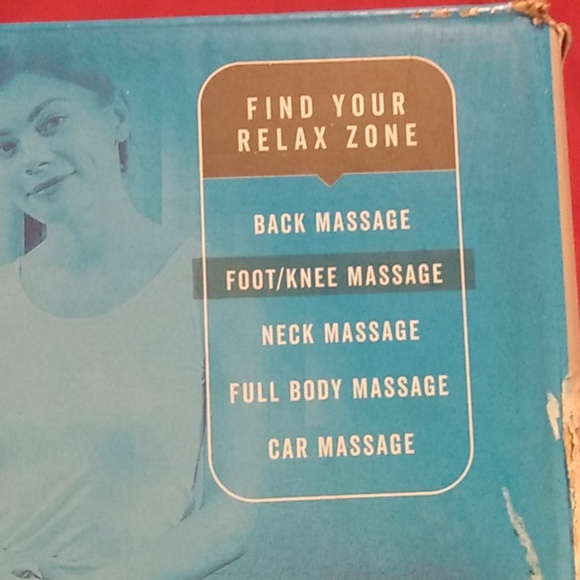 FIND YOUR
RELAX ZONE
BACK MASSAGE
FOOT/KNEE MASSAGE
NECK MASSAGE
FULL BODY MASSAGE
CAR MASSAGE